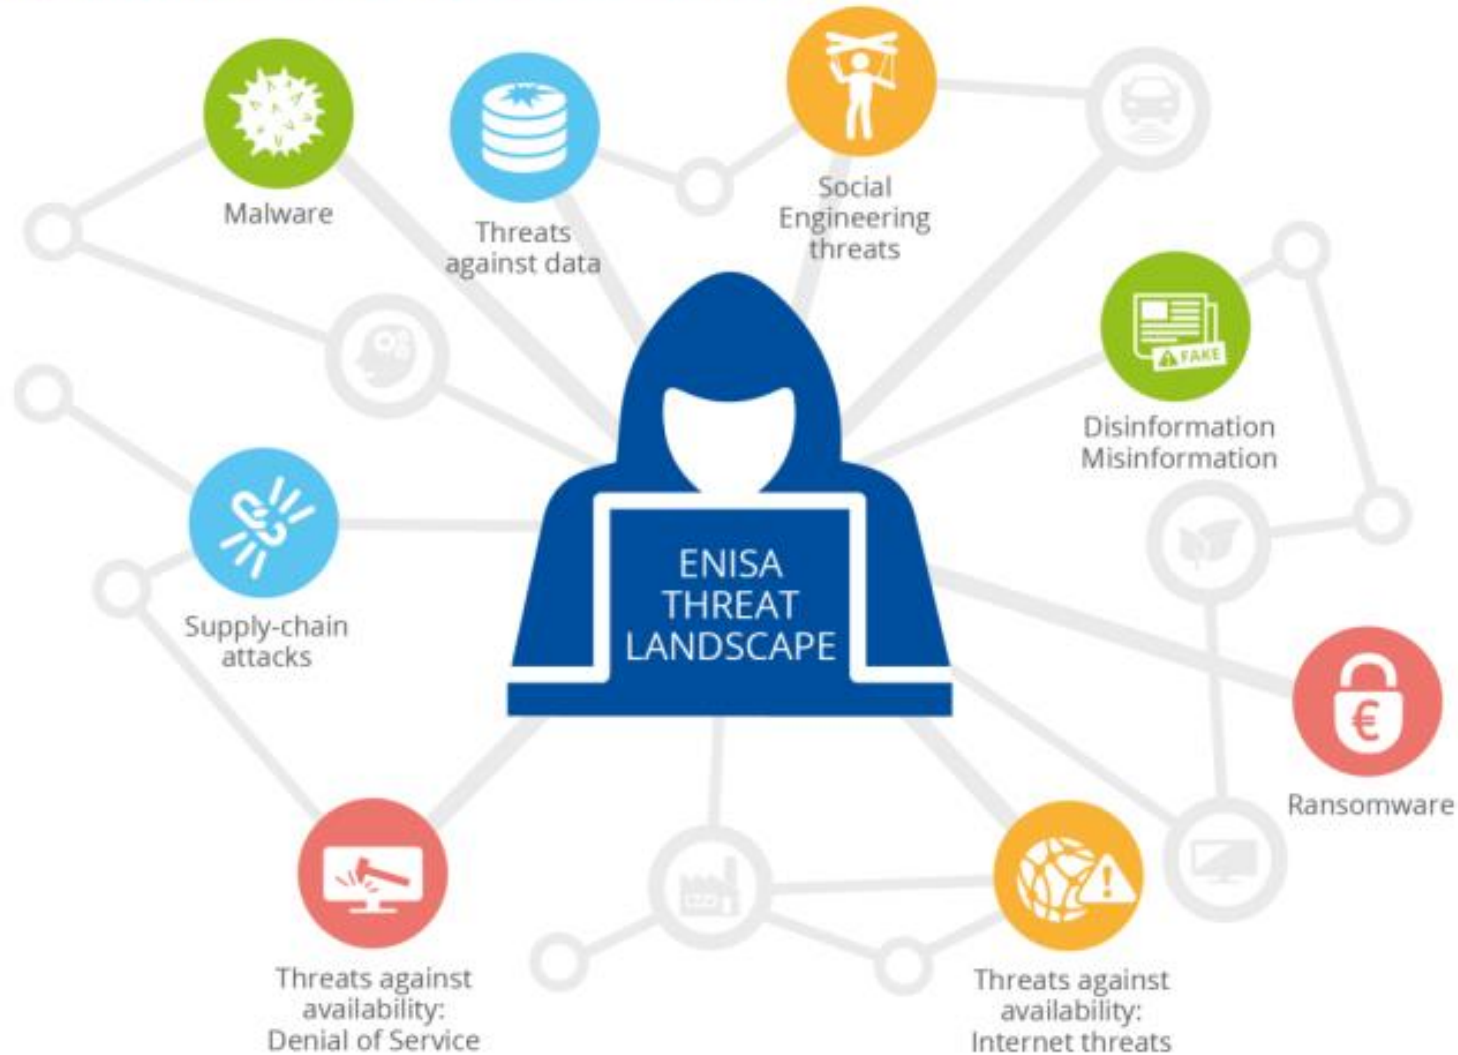 Malware
Threats
against data
Social
Engineering
threats
FAKE
Disinformation
Misinformation
ENISA
THREAT
LANDSCAPE
Supply-chain
attacks
€
Ransomware
Threats against
availability:
Denial of Service
!
Threats against
availability:
Internet threats